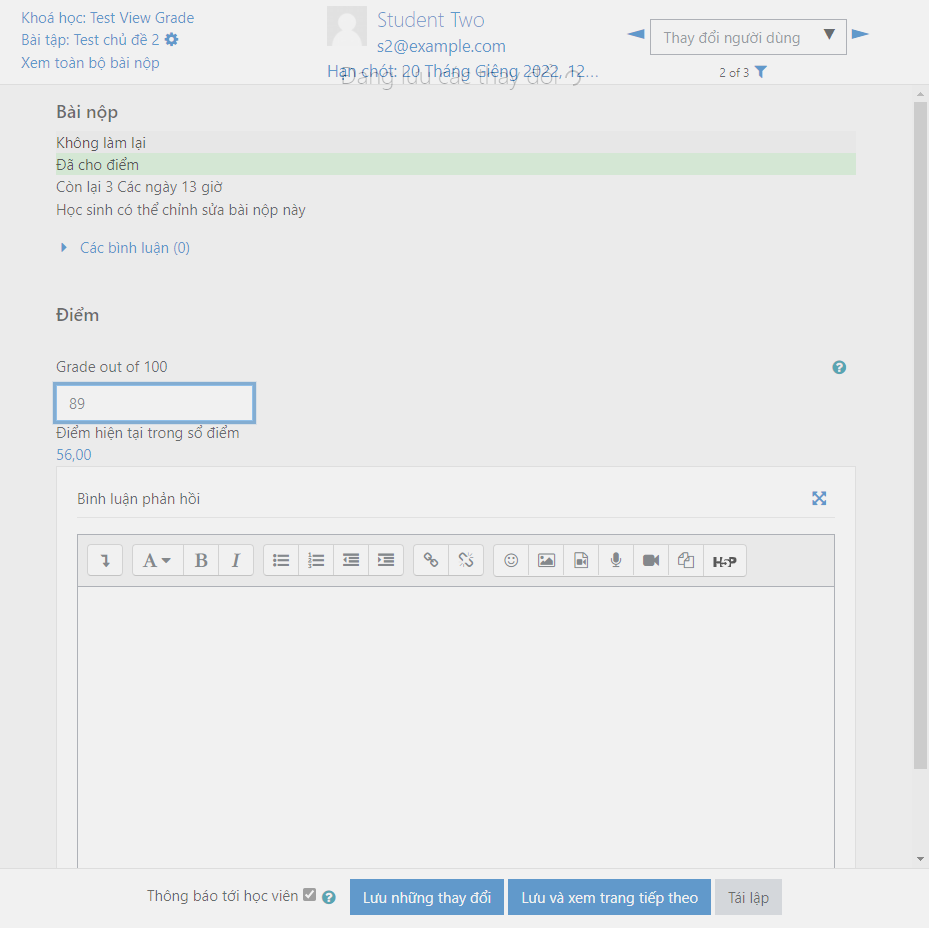 Khoá học: Test View Grade
Bài tập: Test chủ đề 2
Xem toàn bộ bài nộp
Student Two
s2@example.com
Hạn chót: 20 Tháng Giêng 2022, 12...
Đang lưu các thay đổi
Thay đổi người dùng ▼
2 of 3
Bài nộp
Không làm lại
Đã cho điểm
Còn lại 3 Các ngày 13 giờ
Học sinh có thể chỉnh sửa bài nộp này
Các bình luận (0)
Điểm
Grade out of 100
89
Điểm hiện tại trong sổ điểm
56,00
Bình luận phản hồi
A B I H5P
Thông báo tới học viên
Lưu những thay đổi
Lưu và xem trang tiếp theo
Tái lập